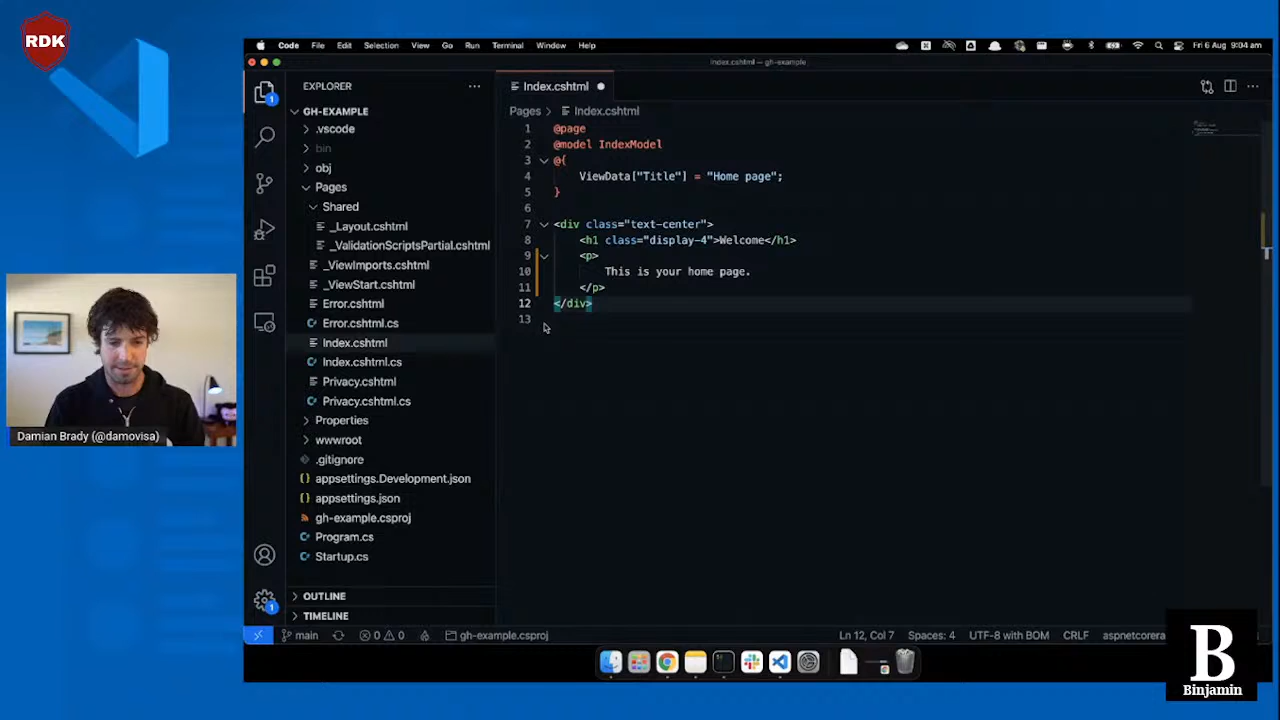 RDK
Code File Edit Selection View Go Run Terminal Window Help
Fri 6 Aug 9:04 am
Index.cshtml — gh-example
1
EXPLORER
GH-EXAMPLE
.vscode
bin
obj
Pages
Shared
_Layout.cshtml
_ValidationScriptsPartial.cshtml
_ViewImports.cshtml
_ViewStart.cshtml
Error.cshtml
Error.cshtml.cs
Index.cshtml
Index.cshtml.cs
Privacy.cshtml
Privacy.cshtml.cs
Properties
wwwroot
.gitignore
{} appsettings.Development.json
{} appsettings.json
gh-example.csproj
Program.cs
Startup.cs
OUTLINE
TIMELINE
1
Index.cshtml
Pages > Index.cshtml
1 @page
2 @model IndexModel
3 @{
4 ViewData["Title"] = "Home page";
5 }
6
7 <div class="text-center">
8 <h1 class="display-4">Welcome</h1>
9 <p>
10 This is your home page.
11 </p>
12 </div>
13
main 0 0 gh-example.csproj
Ln 12, Col 7 Spaces: 4 UTF-8 with BOM CRLF aspnetcorera
Damian Brady (@damovisa)
B
Binjamin